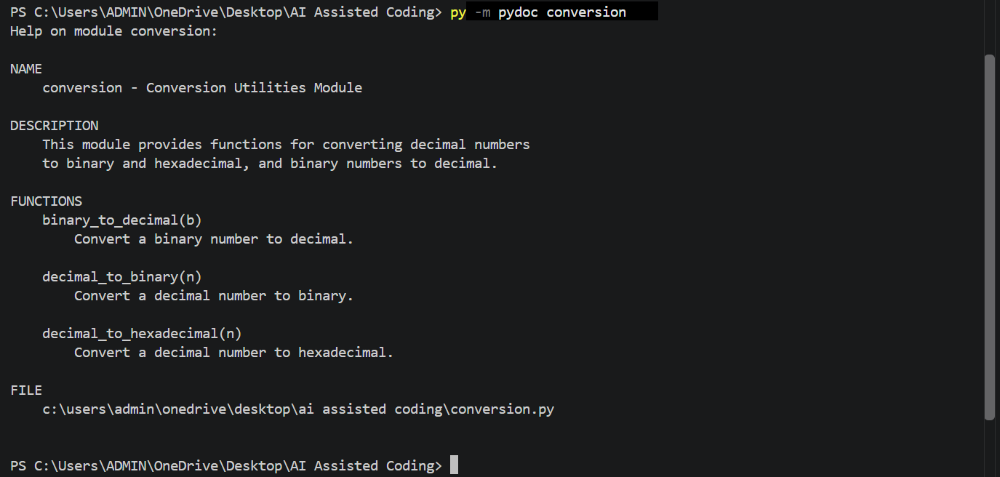 PS C:\Users\ADMIN\OneDrive\Desktop\AI Assisted Coding> py -m pydoc conversion
Help on module conversion:

NAME
    conversion - Conversion Utilities Module

DESCRIPTION
    This module provides functions for converting decimal numbers
    to binary and hexadecimal, and binary numbers to decimal.

FUNCTIONS
    binary_to_decimal(b)
        Convert a binary number to decimal.

    decimal_to_binary(n)
        Convert a decimal number to binary.

    decimal_to_hexadecimal(n)
        Convert a decimal number to hexadecimal.

FILE
    c:\users\admin\onedrive\desktop\ai assisted coding\conversion.py

PS C:\Users\ADMIN\OneDrive\Desktop\AI Assisted Coding>